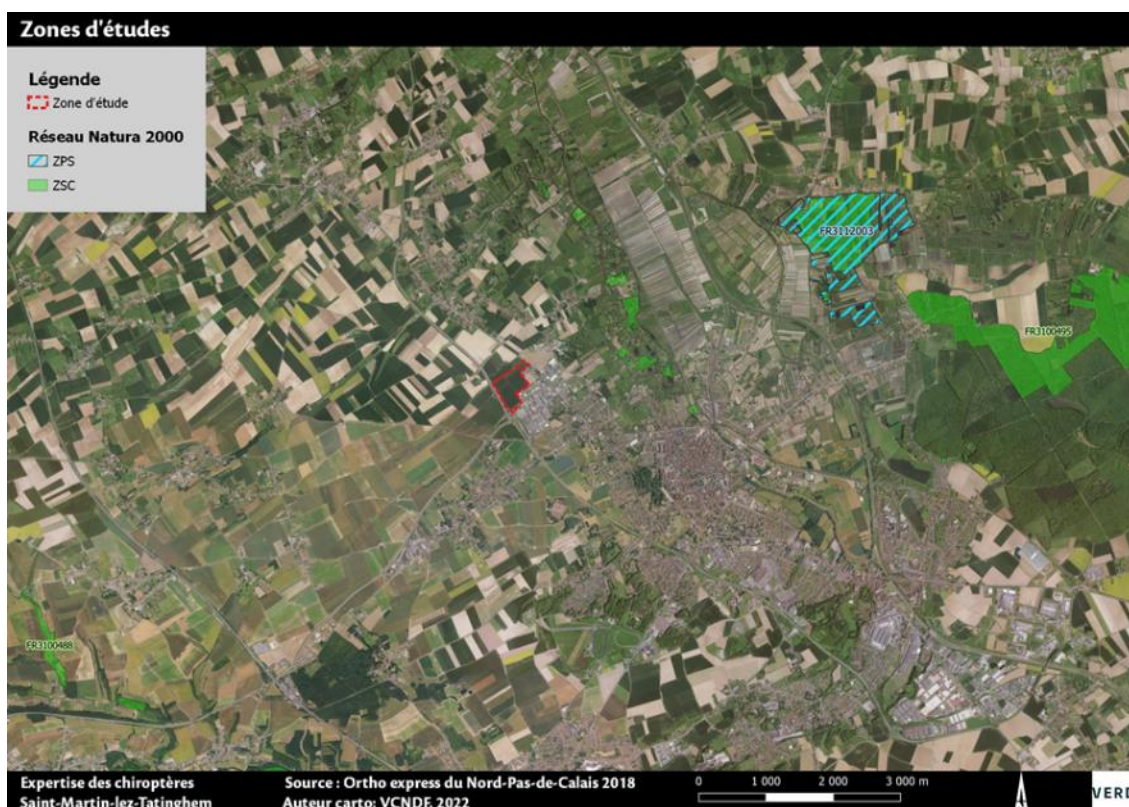 Zones d'études
Légende
Zone d'étude
Réseau Natura 2000
ZPS
ZSC
FR3112003
FR3100495
FR3100488
Expertise des chiroptères
Saint-Martin-lez-Tatinghem
Source : Ortho express du Nord-Pas-de-Calais 2018
Auteur carto: VCNDF, 2022
0 1 000 2 000 3 000 m
VERD